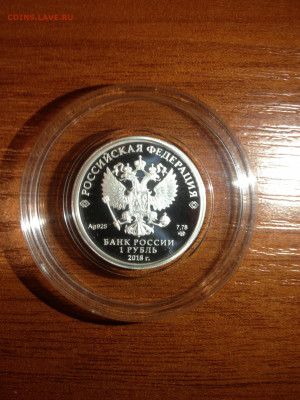 COINS.LAVE.RU
РОССИЙСКАЯ ФЕДЕРАЦИЯ
Ag925
7,78
БАНК РОССИИ
1 РУБЛЬ
2018 г.